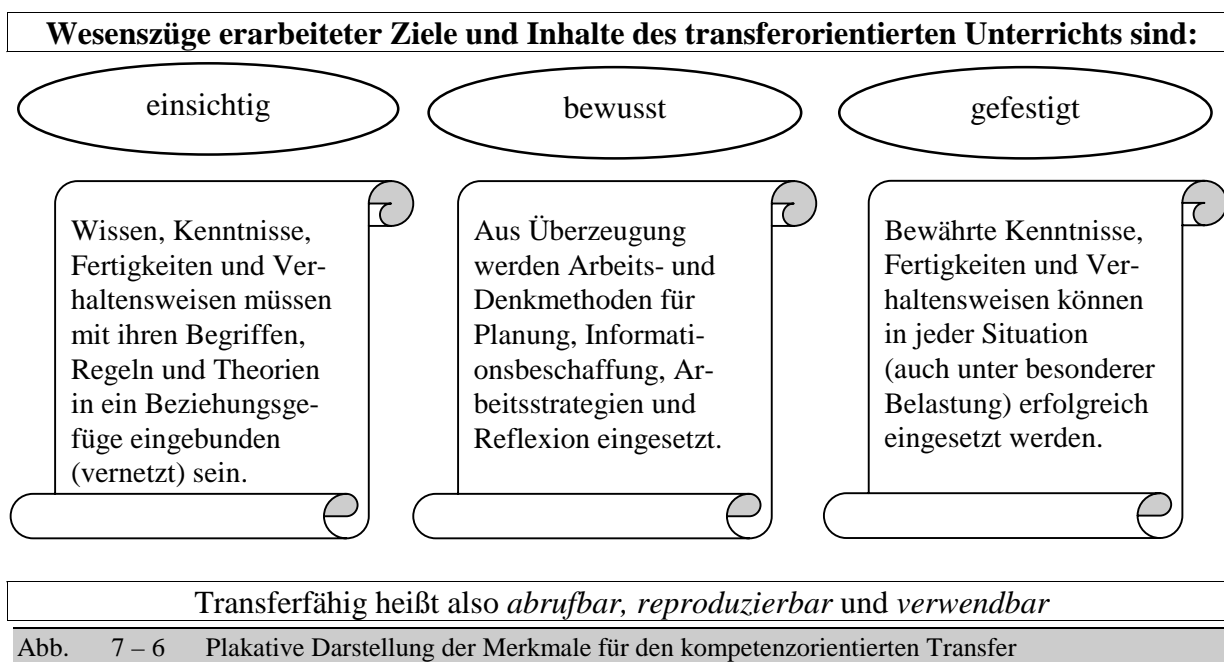 Wesenszüge erarbeiteter Ziele und Inhalte des transferorientierten Unterrichts sind:
einsichtig
bewusst
gefestigt
Wissen, Kenntnisse,
Fertigkeiten und Ver-
haltensweisen müssen
mit ihren Begriffen,
Regeln und Theorien
in ein Beziehungsge-
füge eingebunden
(vernetzt) sein.
Aus Überzeugung
werden Arbeits- und
Denkmethoden für
Planung, Informati-
onsbeschaffung, Ar-
beitsstrategien und
Reflexion eingesetzt.
Bewährte Kenntnisse,
Fertigkeiten und Ver-
haltensweisen können
in jeder Situation
(auch unter besonderer
Belastung) erfolgreich
eingesetzt werden.
Transferfähig heißt also abrufbar, reproduzierbar und verwendbar
Abb. 7 – 6 Plakative Darstellung der Merkmale für den kompetenzorientierten Transfer